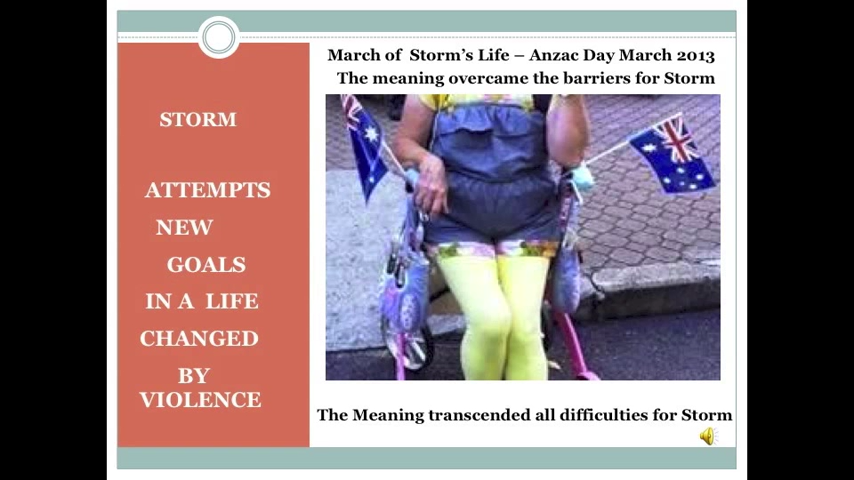 March of Storm's Life – Anzac Day March 2013
The meaning overcame the barriers for Storm
STORM
ATTEMPTS
NEW
GOALS
IN A LIFE
CHANGED
BY
VIOLENCE
The Meaning transcended all difficulties for Storm